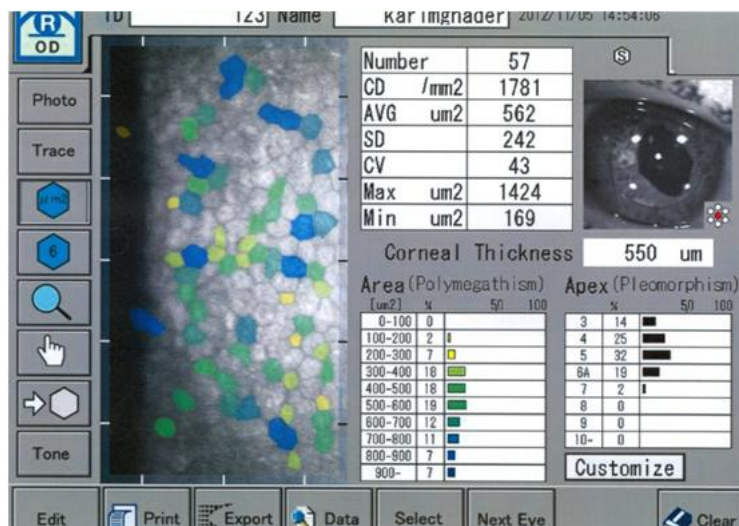 ID 123 Name karimghader 2012/11/05 14:54:06
R
OD
Photo
Trace
μm2
6
Tone
Number 57
CD /mm2 1781
AVG um2 562
SD 242
CV 43
Max um2 1424
Min um2 169
S
Corneal Thickness 550 um
Area (Polymegathism)
[um2] % 50 100
0-100 0
100-200 2
200-300 7
300-400 18
400-500 18
500-600 19
600-700 12
700-800 11
800-900 7
900- 7
Apex (Pleomorphism)
% 50 100
3 14
4 25
5 32
6A 19
7 2
8 0
9 0
10- 0
Customize
Edit
Print
Export
Data
Select
Next Eye
Clear